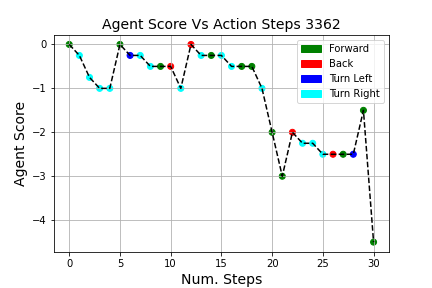 Agent Score Vs Action Steps 3362
Agent Score
0
−1
−2
−3
−4
Forward
Back
Turn Left
Turn Right
0 5 10 15 20 25 30
Num. Steps